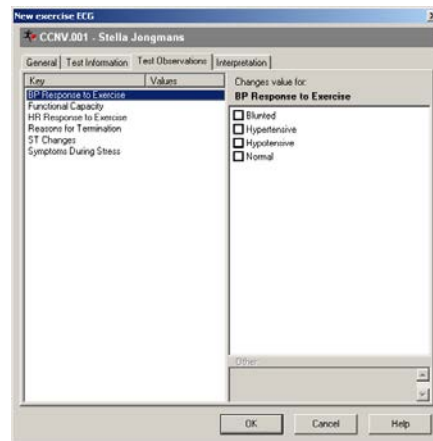 New exercise ECG
CCNV.001 - Stella Jongmans
General Test Information Test Observations Interpretation
Key Values
BP Response to Exercise
Functional Capacity
HR Response to Exercise
Reasons for Termination
ST Changes
Symptoms During Stress
Changes value for:
BP Response to Exercise
Blunted
Hypertensive
Hypotensive
Normal
Other:
OK Cancel Help